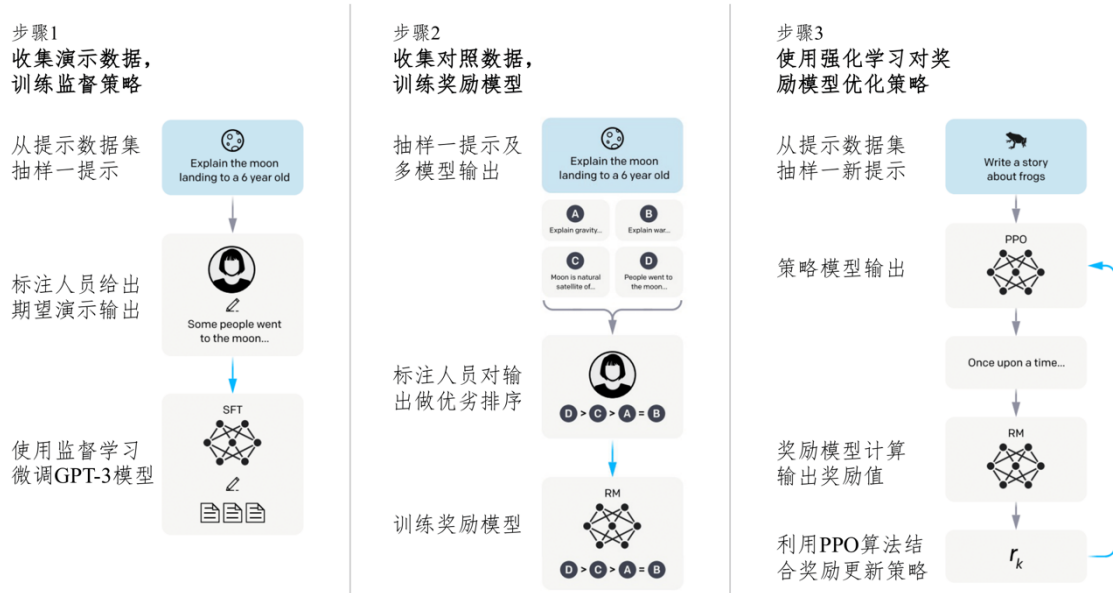 步骤1
收集演示数据，
训练监督策略
从提示数据集
抽样一提示
Explain the moon
landing to a 6 year old
标注人员给出
期望演示输出
Some people went
to the moon...
SFT
使用监督学习
微调GPT-3模型
步骤2
收集对照数据，
训练奖励模型
抽样一提示及
多模型输出
Explain the moon
landing to a 6 year old
A
Explain gravity...
B
Explain war...
C
Moon is natural
satellite of...
D
People went to
the moon...
标注人员对输
出做优劣排序
D > C > A = B
RM
训练奖励模型
D > C > A = B
步骤3
使用强化学习对奖
励模型优化策略
从提示数据集
抽样一新提示
Write a story
about frogs
PPO
策略模型输出
Once upon a time...
RM
奖励模型计算
输出奖励值
利用PPO算法结
合奖励更新策略
rk